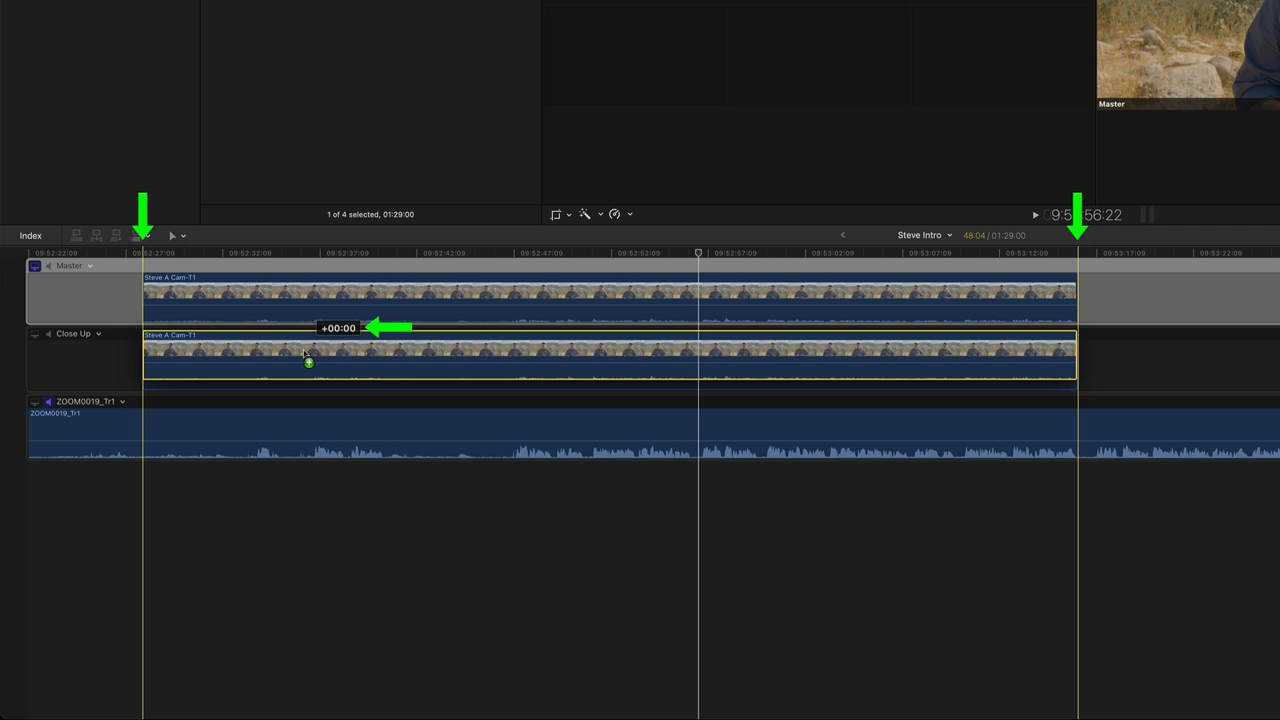 Master
1 of 4 selected, 01:29:00
56:22
Index
Steve Intro
48:04 / 01:29:00
09:52:22:09
09:52:27:09
09:52:32:09
09:52:37:09
09:52:42:09
09:52:47:09
09:52:52:09
09:52:57:09
09:53:02:09
09:53:07:09
09:53:12:09
09:53:17:09
09:53:22:09
Master
Steve A Cam-T1
+00:00
Close Up
Steve A Cam-T1
ZOOM0019_Tr1
ZOOM0019_Tr1